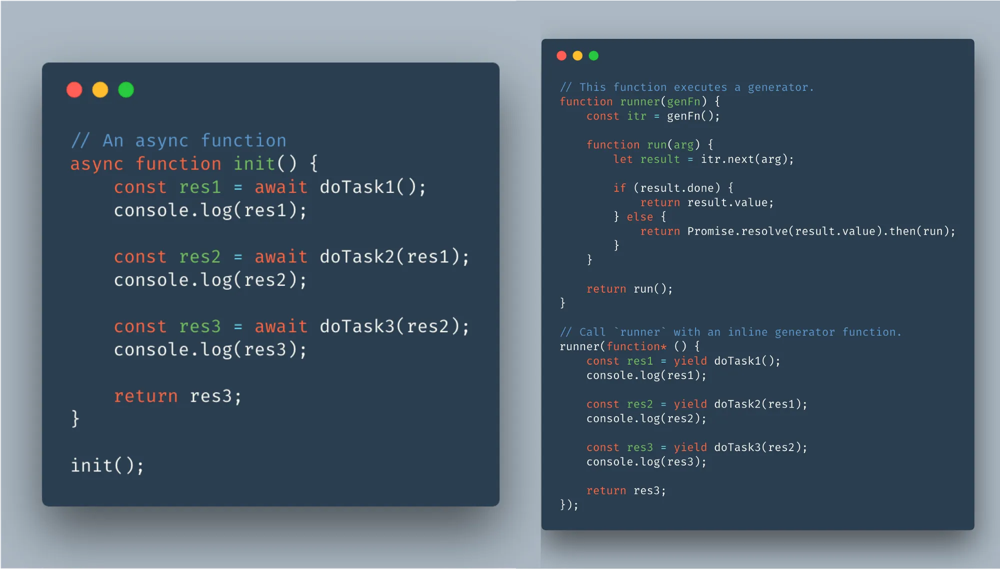 // An async function
async function init() {
    const res1 = await doTask1();
    console.log(res1);

    const res2 = await doTask2(res1);
    console.log(res2);

    const res3 = await doTask3(res2);
    console.log(res3);

    return res3;
}

init();

// This function executes a generator.
function runner(genFn) {
    const itr = genFn();

    function run(arg) {
        let result = itr.next(arg);

        if (result.done) {
            return result.value;
        } else {
            return Promise.resolve(result.value).then(run);
        }
    }

    return run();
}

// Call `runner` with an inline generator function.
runner(function* () {
    const res1 = yield doTask1();
    console.log(res1);

    const res2 = yield doTask2(res1);
    console.log(res2);

    const res3 = yield doTask3(res2);
    console.log(res3);

    return res3;
});